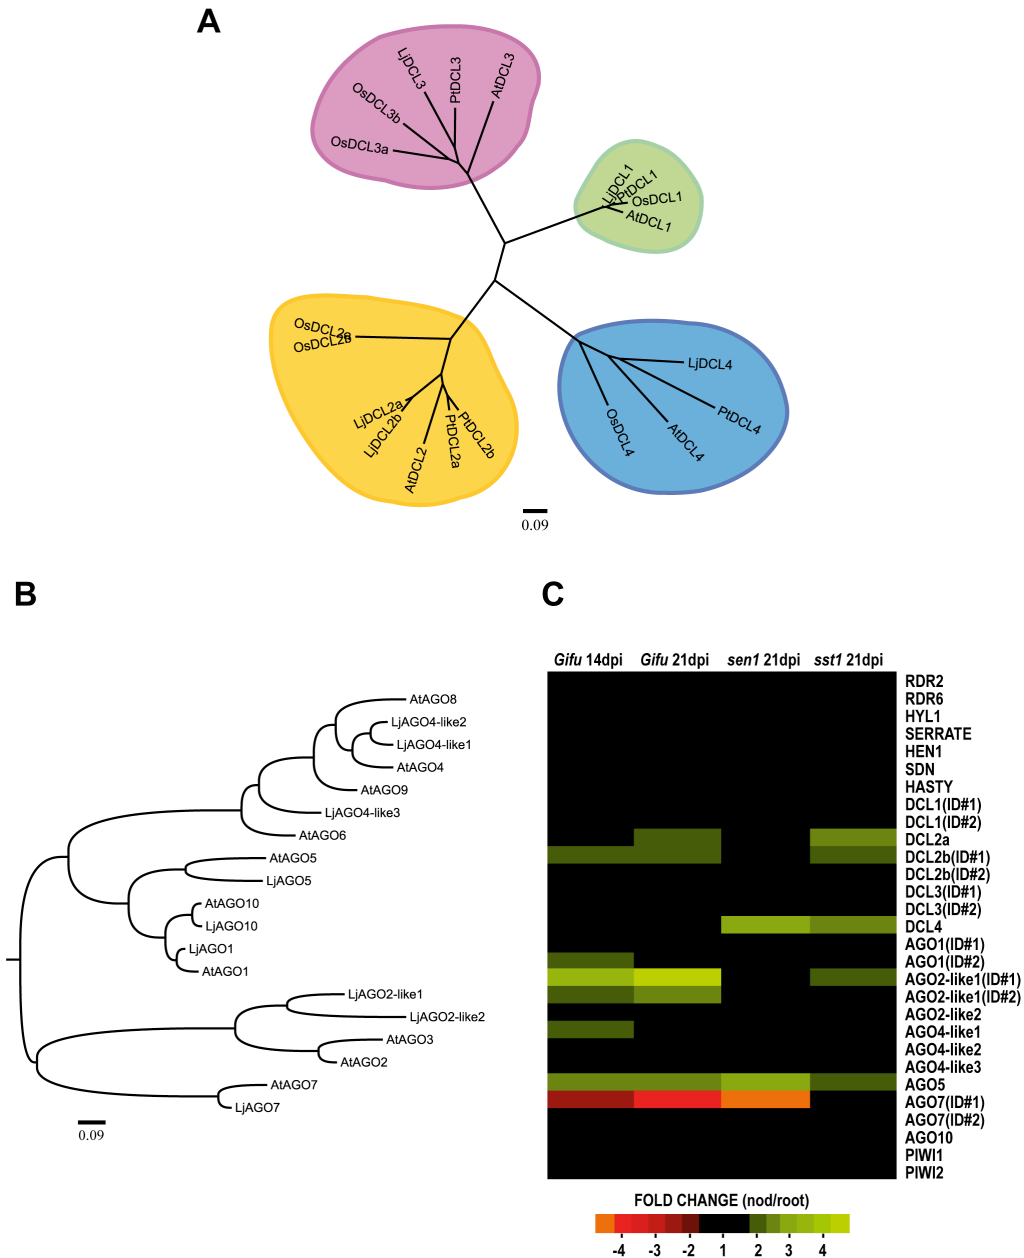 A
LjDCL3
PtDCL3
AtDCL3
OsDCL3b
OsDCL3a
LjDCL1
PtDCL1
OsDCL1
AtDCL1
OsDCL2a
OsDCL2b
LjDCL2a
LjDCL2b
AtDCL2
PtDCL2a
PtDCL2b
LjDCL4
PtDCL4
AtDCL4
OsDCL4
0.09
B
AtAGO8
LjAGO4-like2
LjAGO4-like1
AtAGO4
AtAGO9
LjAGO4-like3
AtAGO6
AtAGO5
LjAGO5
AtAGO10
LjAGO10
LjAGO1
AtAGO1
LjAGO2-like1
LjAGO2-like2
AtAGO3
AtAGO2
AtAGO7
LjAGO7
0.09
C
Gifu 14dpi Gifu 21dpi sen1 21dpi sst1 21dpi
RDR2
RDR6
HYL1
SERRATE
HEN1
SDN
HASTY
DCL1(ID#1)
DCL1(ID#2)
DCL2a
DCL2b(ID#1)
DCL2b(ID#2)
DCL3(ID#1)
DCL3(ID#2)
DCL4
AGO1(ID#1)
AGO1(ID#2)
AGO2-like1(ID#1)
AGO2-like1(ID#2)
AGO2-like2
AGO4-like1
AGO4-like2
AGO4-like3
AGO5
AGO7(ID#1)
AGO7(ID#2)
AGO10
PIWI1
PIWI2
FOLD CHANGE (nod/root)
-4 -3 -2 1 2 3 4